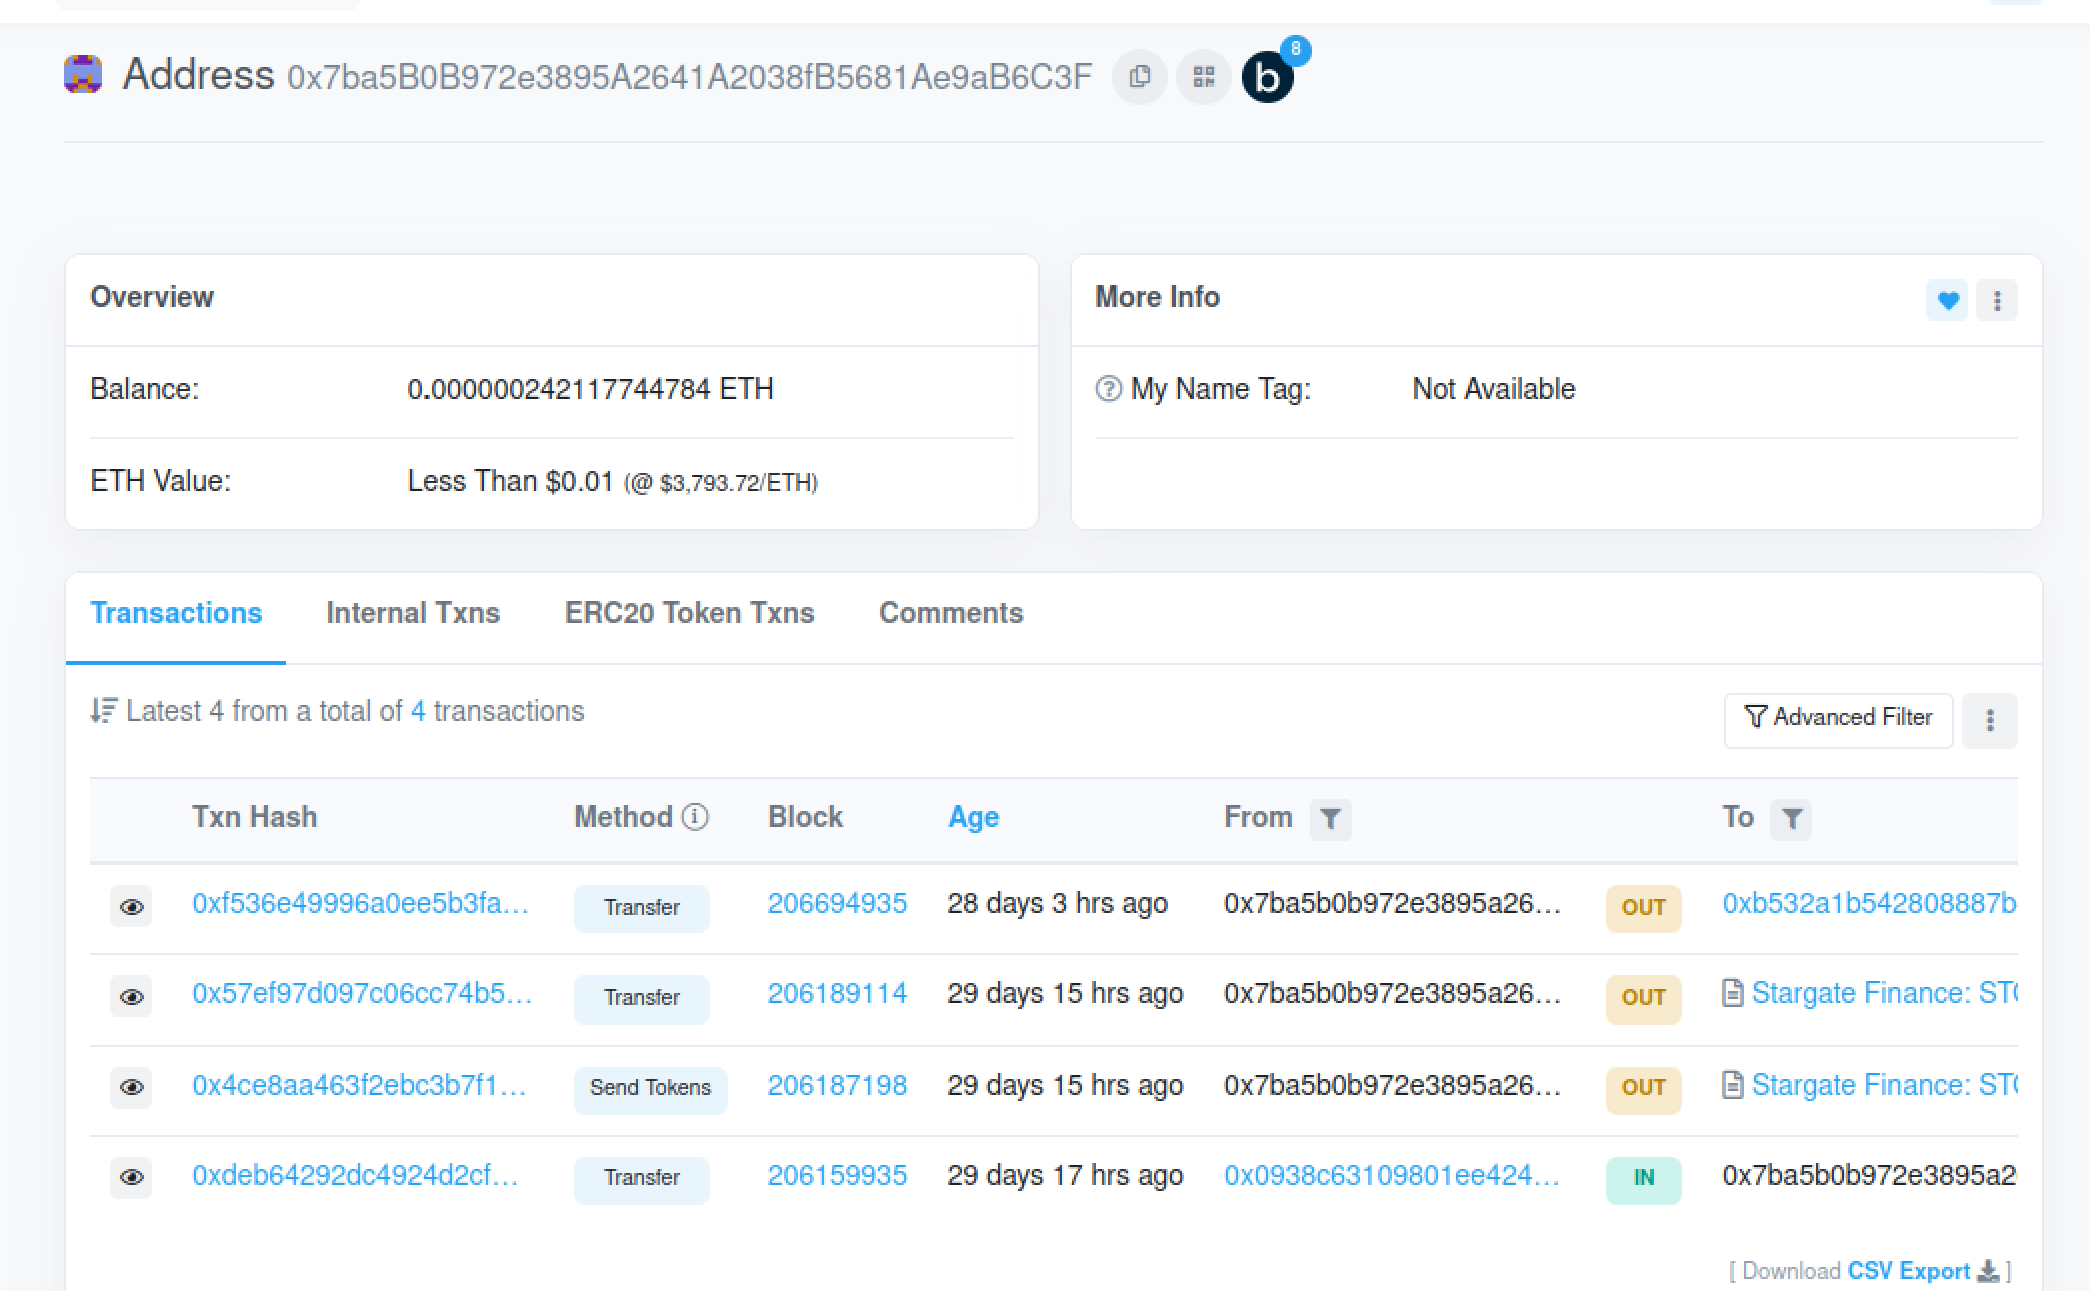 Address 0x7ba5B0B972e3895A2641A2038fB5681Ae9aB6C3F b 8
Overview
Balance: 0.000000242117744784 ETH
ETH Value: Less Than $0.01 (@ $3,793.72/ETH)
More Info
My Name Tag: Not Available
Transactions Internal Txns ERC20 Token Txns Comments
Latest 4 from a total of 4 transactions Advanced Filter
Txn Hash Method Block Age From To
0xf536e49996a0ee5b3fa... Transfer 206694935 28 days 3 hrs ago 0x7ba5b0b972e3895a26... OUT 0xb532a1b542808887b
0x57ef97d097c06cc74b5... Transfer 206189114 29 days 15 hrs ago 0x7ba5b0b972e3895a26... OUT Stargate Finance: ST
0x4ce8aa463f2ebc3b7f1... Send Tokens 206187198 29 days 15 hrs ago 0x7ba5b0b972e3895a26... OUT Stargate Finance: ST
0xdeb64292dc4924d2cf... Transfer 206159935 29 days 17 hrs ago 0x0938c63109801ee424... IN 0x7ba5b0b972e3895a2
[ Download CSV Export ]